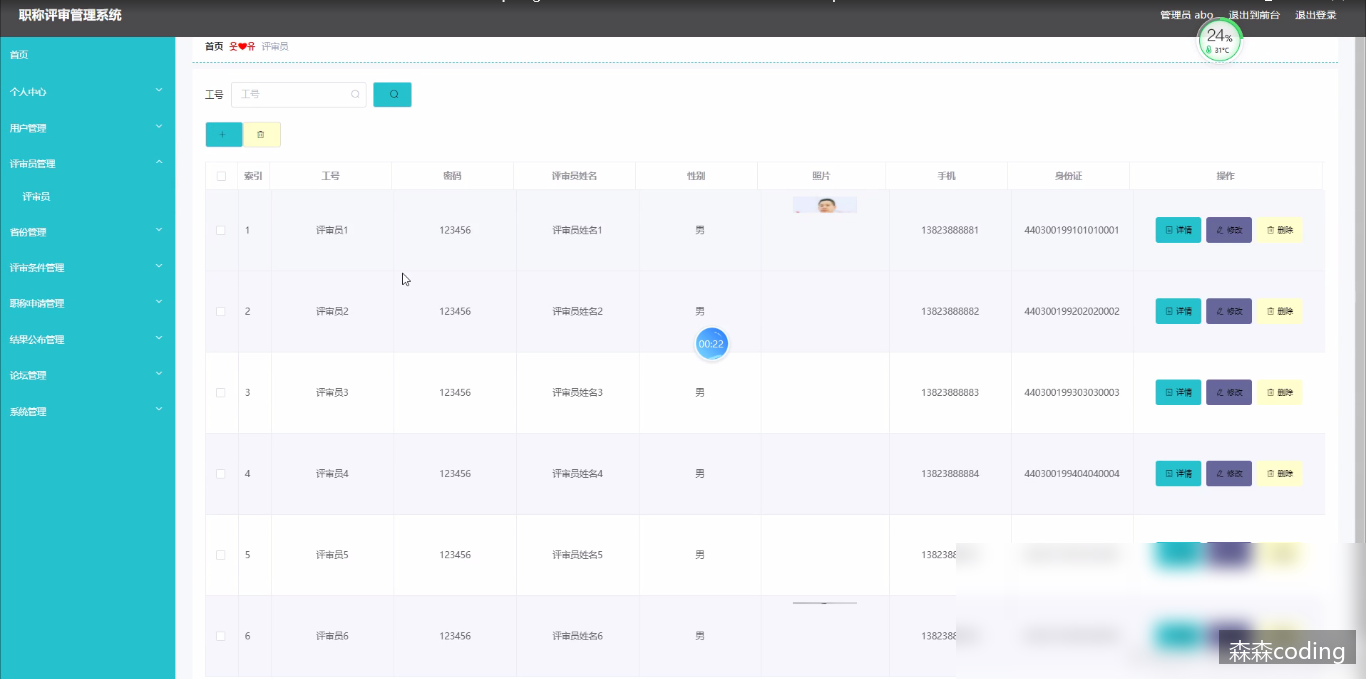 职称评审管理系统
管理员 abo 退出到前台 退出登录
24%
31°C
首页
个人中心
用户管理
评审员管理
评审员
省份管理
评审条件管理
职称申请管理
结果公布管理
论坛管理
系统管理
首页 评审员
工号 工号
索引 工号 密码 评审员姓名 性别 照片 手机 身份证 操作
1 评审员1 123456 评审员姓名1 男 13823888881 440300199101010001 详情 修改 删除
2 评审员2 123456 评审员姓名2 男 13823888882 440300199202020002 详情 修改 删除
00:22
3 评审员3 123456 评审员姓名3 男 13823888883 440300199303030003 详情 修改 删除
4 评审员4 123456 评审员姓名4 男 13823888884 440300199404040004 详情 修改 删除
5 评审员5 123456 评审员姓名5 男 13823888
6 评审员6 123456 评审员姓名6 男 13823888
森森coding